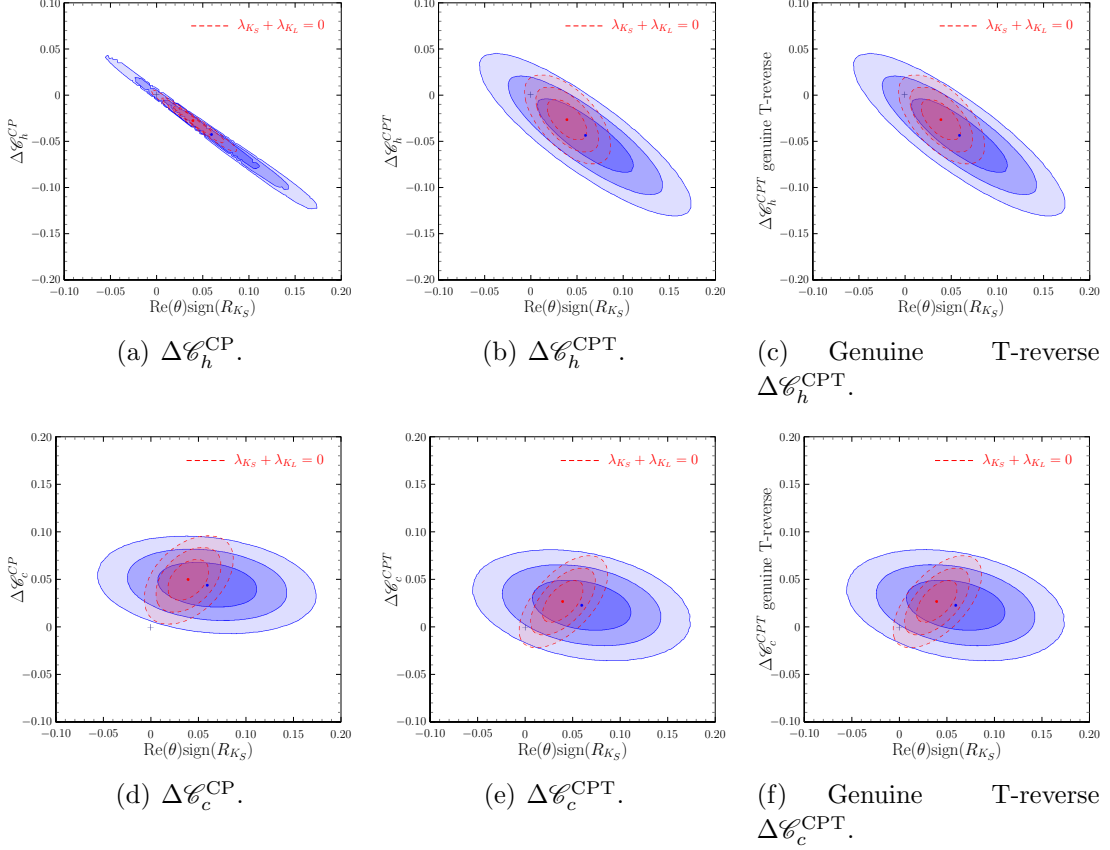 λ_{K_S} + λ_{K_L} = 0
0.10
0.05
0
−0.05
−0.10
−0.15
−0.20
Δ𝒞_h^{CP}
−0.10 −0.05 0 0.05 0.10 0.15 0.20
Re(θ)sign(R_{K_S})
(a) Δ𝒞_h^{CP}.
λ_{K_S} + λ_{K_L} = 0
0.10
0.05
0
−0.05
−0.10
−0.15
−0.20
Δ𝒞_h^{CPT}
−0.10 −0.05 0 0.05 0.10 0.15 0.20
Re(θ)sign(R_{K_S})
(b) Δ𝒞_h^{CPT}.
λ_{K_S} + λ_{K_L} = 0
0.10
0.05
0
−0.05
−0.10
−0.15
−0.20
Δ𝒞_h^{CPT} genuine T-reverse
−0.10 −0.05 0 0.05 0.10 0.15 0.20
Re(θ)sign(R_{K_S})
(c) Genuine T-reverse
Δ𝒞_h^{CPT}.
λ_{K_S} + λ_{K_L} = 0
0.20
0.15
0.10
0.05
0
−0.05
−0.10
Δ𝒞_c^{CP}
−0.10 −0.05 0 0.05 0.10 0.15 0.20
Re(θ)sign(R_{K_S})
(d) Δ𝒞_c^{CP}.
λ_{K_S} + λ_{K_L} = 0
0.20
0.15
0.10
0.05
0
−0.05
−0.10
Δ𝒞_c^{CPT}
−0.10 −0.05 0 0.05 0.10 0.15 0.20
Re(θ)sign(R_{K_S})
(e) Δ𝒞_c^{CPT}.
λ_{K_S} + λ_{K_L} = 0
0.20
0.15
0.10
0.05
0
−0.05
−0.10
Δ𝒞_c^{CPT} genuine T-reverse
−0.10 −0.05 0 0.05 0.10 0.15 0.20
Re(θ)sign(R_{K_S})
(f) Genuine T-reverse
Δ𝒞_c^{CPT}.